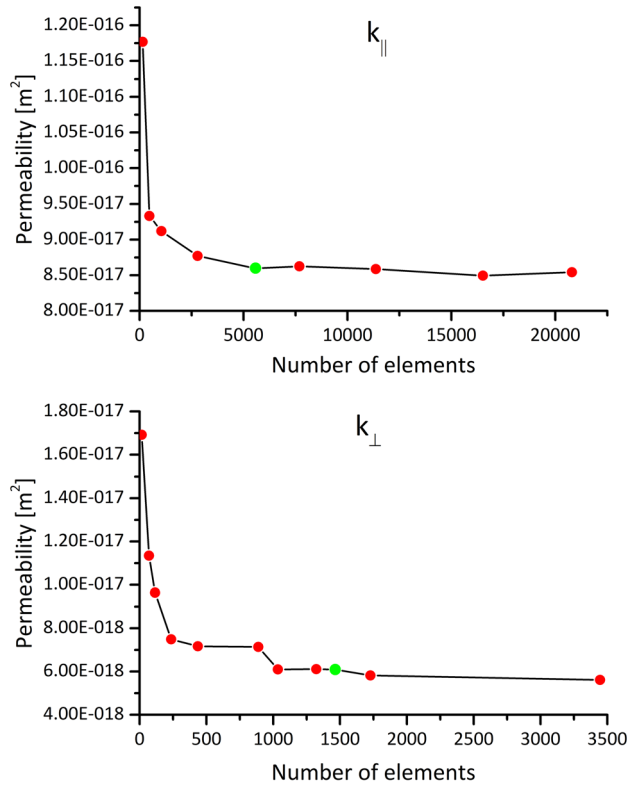 k∥
Permeability [m²]
1.20E-016
1.15E-016
1.10E-016
1.05E-016
1.00E-016
9.50E-017
9.00E-017
8.50E-017
8.00E-017
0 5000 10000 15000 20000
Number of elements
k⊥
Permeability [m²]
1.80E-017
1.60E-017
1.40E-017
1.20E-017
1.00E-017
8.00E-018
6.00E-018
4.00E-018
0 500 1000 1500 2000 2500 3000 3500
Number of elements